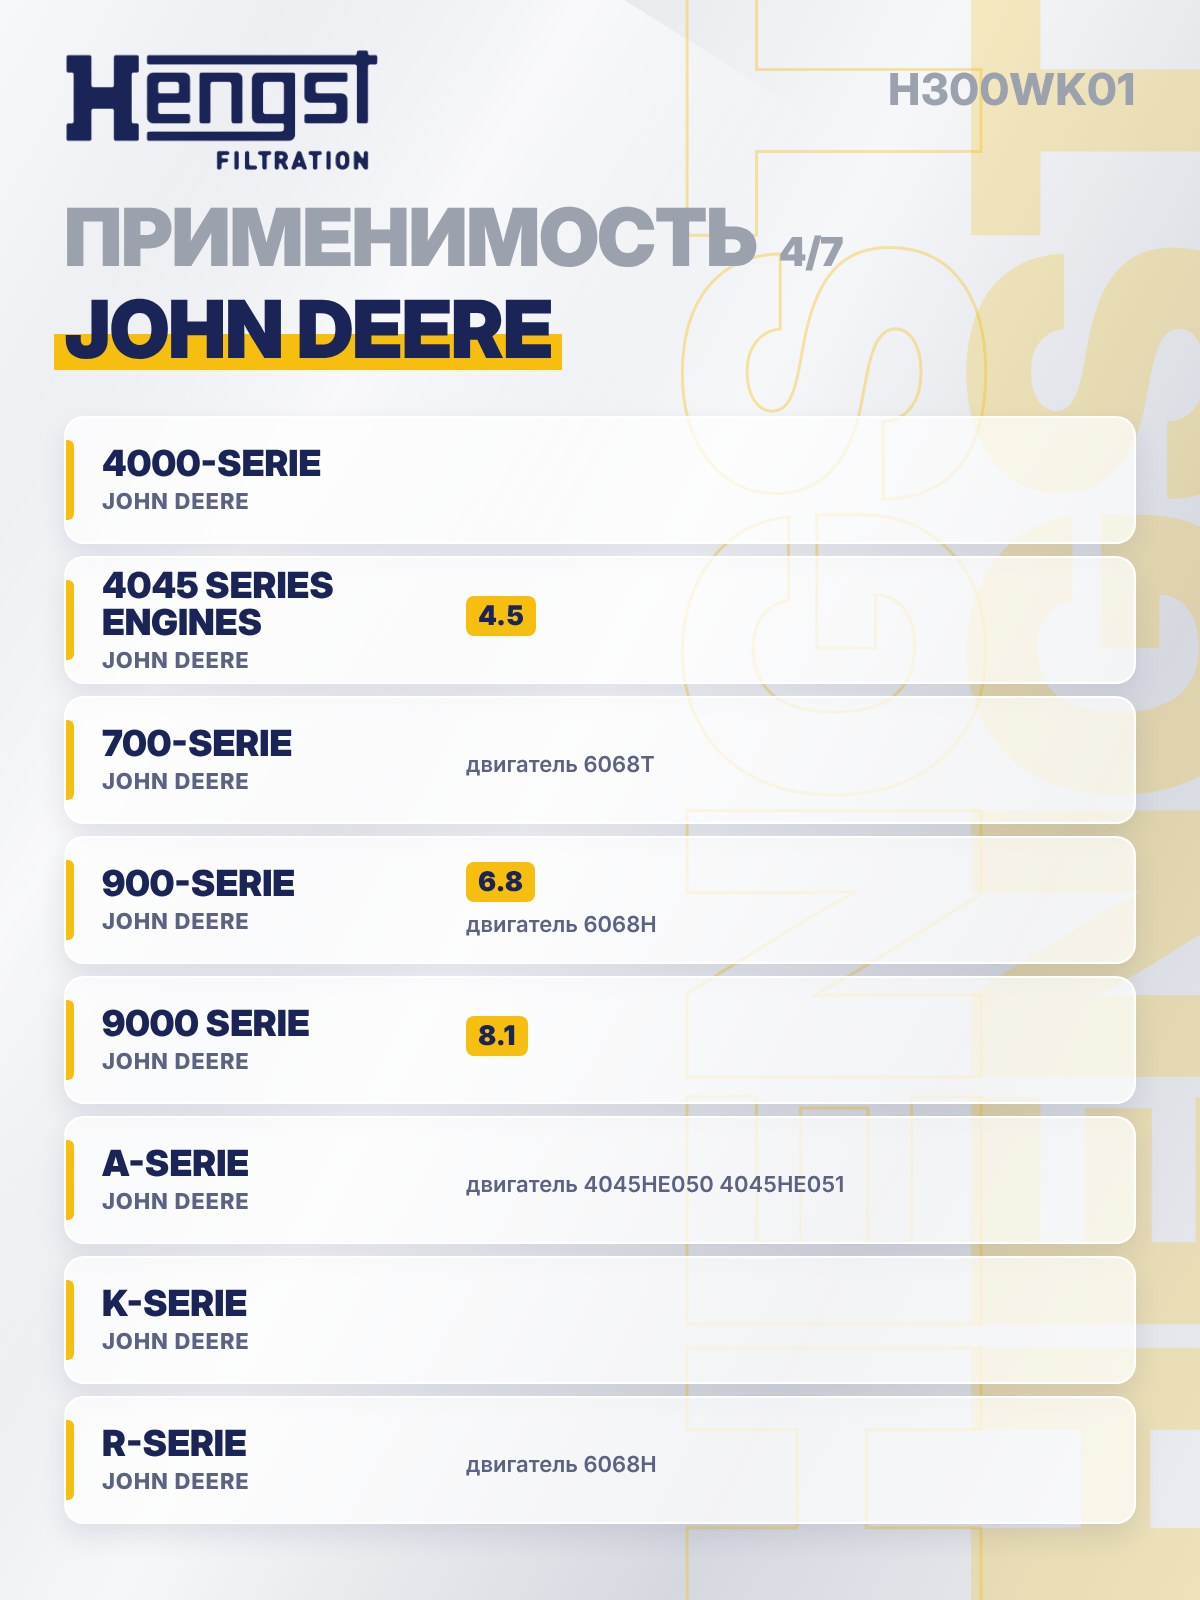 Hengst
FILTRATION
H300WK01
ПРИМЕНИМОСТЬ 4/7
JOHN DEERE
4000-SERIE
JOHN DEERE
4045 SERIES
ENGINES
JOHN DEERE
4.5
700-SERIE
JOHN DEERE
двигатель 6068T
900-SERIE
JOHN DEERE
6.8
двигатель 6068H
9000 SERIE
JOHN DEERE
8.1
A-SERIE
JOHN DEERE
двигатель 4045HE050 4045HE051
K-SERIE
JOHN DEERE
R-SERIE
JOHN DEERE
двигатель 6068H
HENGST
HENGST